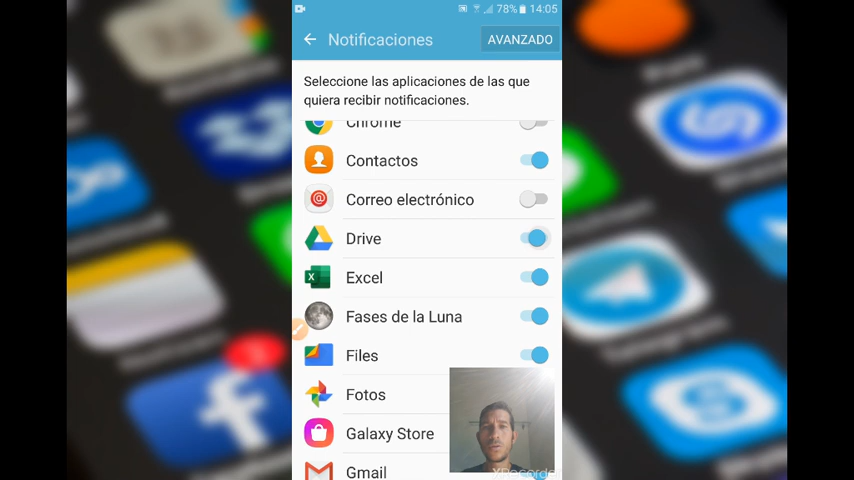 78% 14:05
Notificaciones AVANZADO
Seleccione las aplicaciones de las que
quiera recibir notificaciones.
Chrome
Contactos
Correo electrónico
Drive
Excel
Fases de la Luna
Files
Fotos
Galaxy Store
Gmail